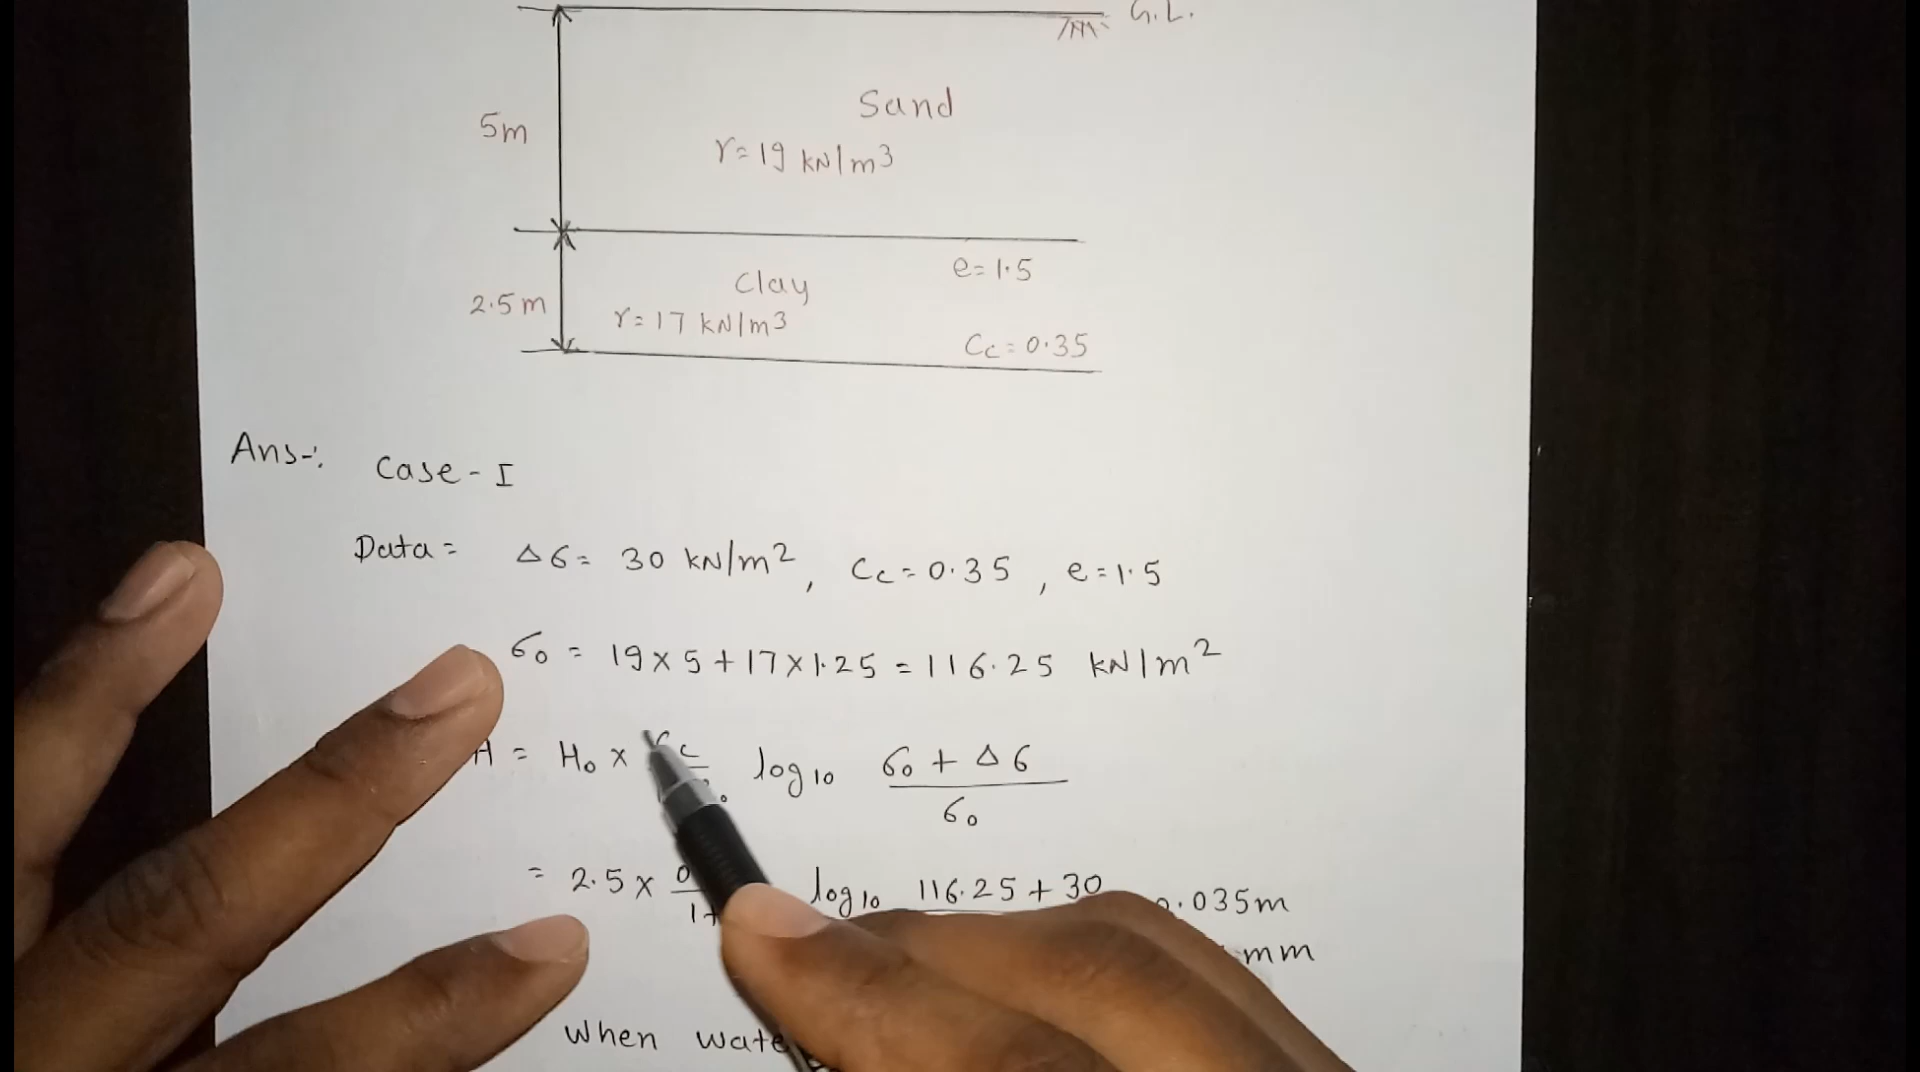 G.L.
Sand
5m
γ=19 kN/m3
Clay
e=1.5
2.5m
γ=17 kN/m3
Cc=0.35
Ans-:
Case-I
Data= Δσ= 30 kN/m2, Cc=0.35, e=1.5
σ0 = 19×5+17×1.25=116.25 kN/m2
= H0 × log10 σ0+Δσ
σ0
= 2.5× log10 116.25+30
.035m
mm
When